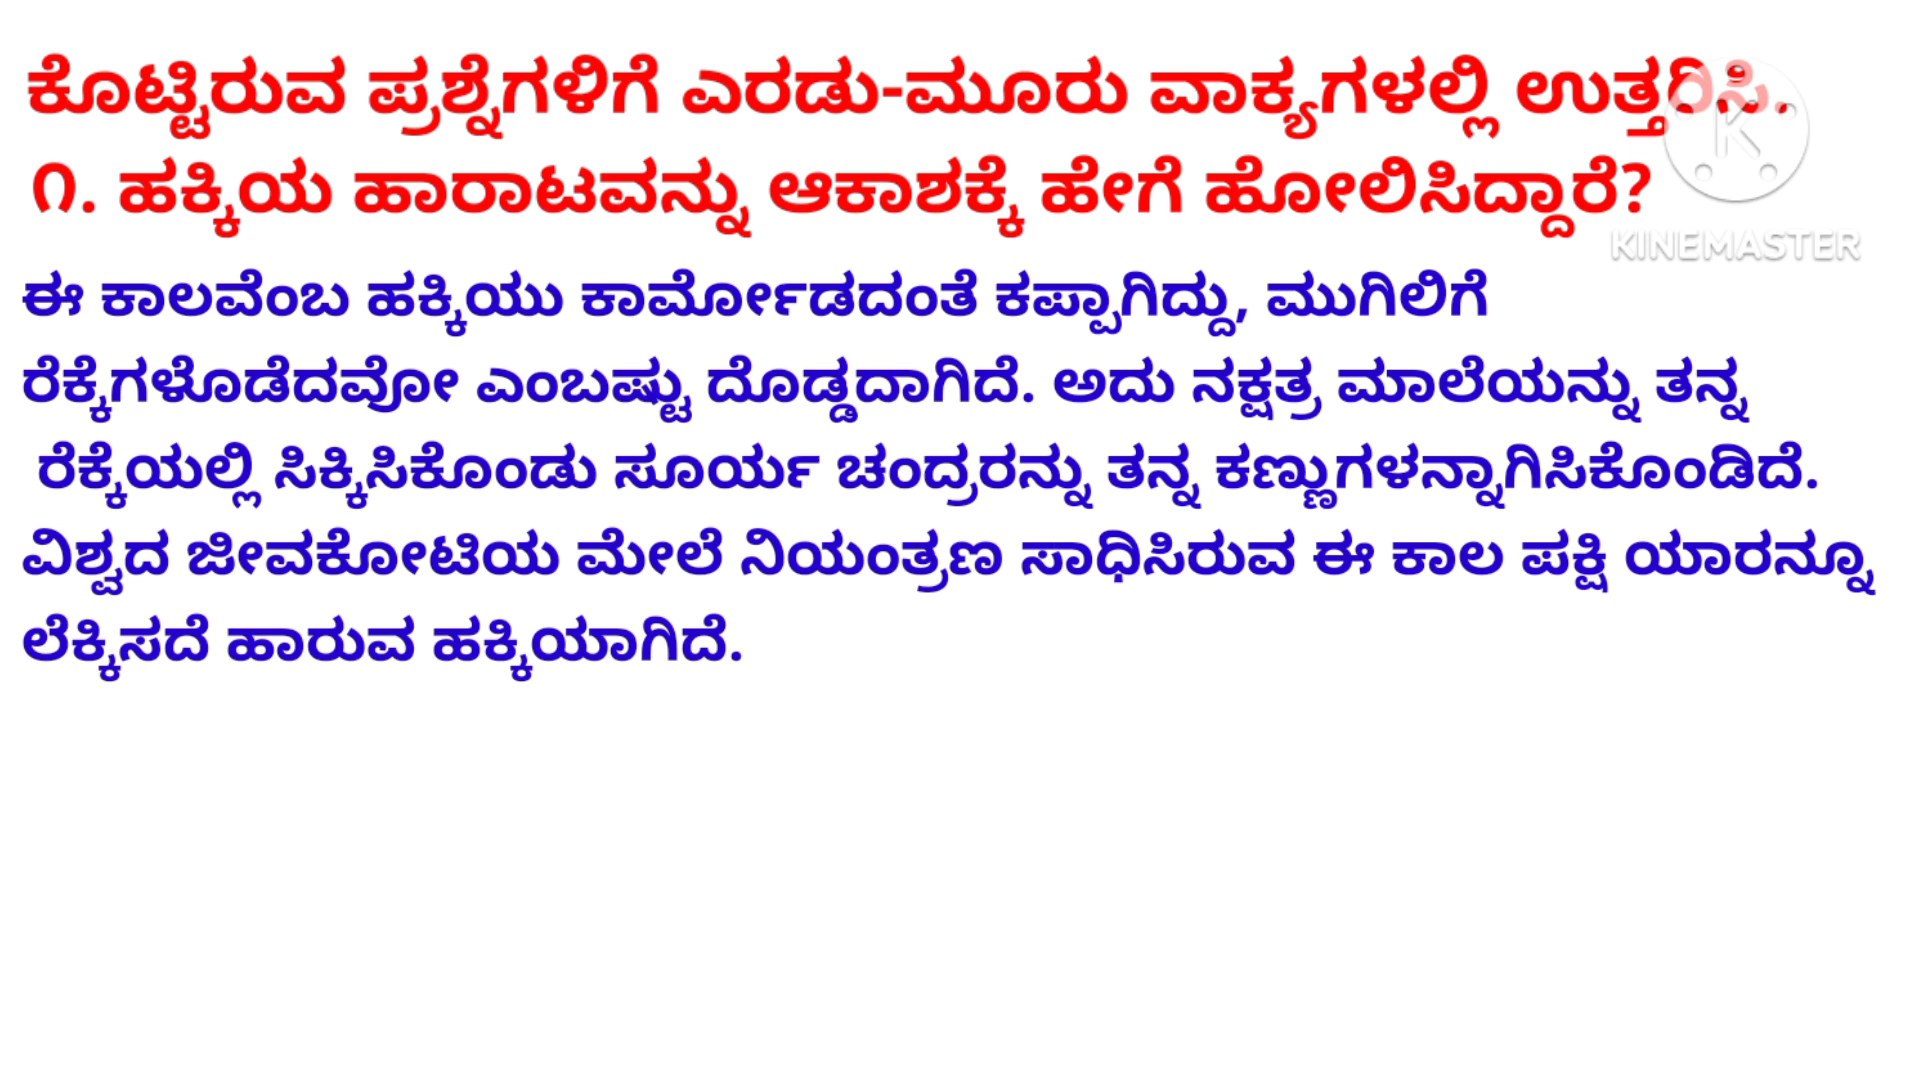 ಕೊಟ್ಟಿರುವ ಪ್ರಶ್ನೆಗಳಿಗೆ ಎರಡು-ಮೂರು ವಾಕ್ಯಗಳಲ್ಲಿ ಉತ್ತರಿಸಿ.
೧. ಹಕ್ಕಿಯ ಹಾರಾಟವನ್ನು ಆಕಾಶಕ್ಕೆ ಹೇಗೆ ಹೋಲಿಸಿದ್ದಾರೆ?
KINEMASTER
ಈ ಕಾಲವೆಂಬ ಹಕ್ಕಿಯು ಕಾರ್ಮೋಡದಂತೆ ಕಪ್ಪಾಗಿದ್ದು, ಮುಗಿಲಿಗೆ
ರೆಕ್ಕೆಗಳೊಡೆದವೋ ಎಂಬಷ್ಟು ದೊಡ್ಡದಾಗಿದೆ. ಅದು ನಕ್ಷತ್ರ ಮಾಲೆಯನ್ನು ತನ್ನ
ರೆಕ್ಕೆಯಲ್ಲಿ ಸಿಕ್ಕಿಸಿಕೊಂಡು ಸೂರ್ಯ ಚಂದ್ರರನ್ನು ತನ್ನ ಕಣ್ಣುಗಳನ್ನಾಗಿಸಿಕೊಂಡಿದೆ.
ವಿಶ್ವದ ಜೀವಕೋಟಿಯ ಮೇಲೆ ನಿಯಂತ್ರಣ ಸಾಧಿಸಿರುವ ಈ ಕಾಲ ಪಕ್ಷಿ ಯಾರನ್ನೂ
ಲೆಕ್ಕಿಸದೆ ಹಾರುವ ಹಕ್ಕಿಯಾಗಿದೆ.